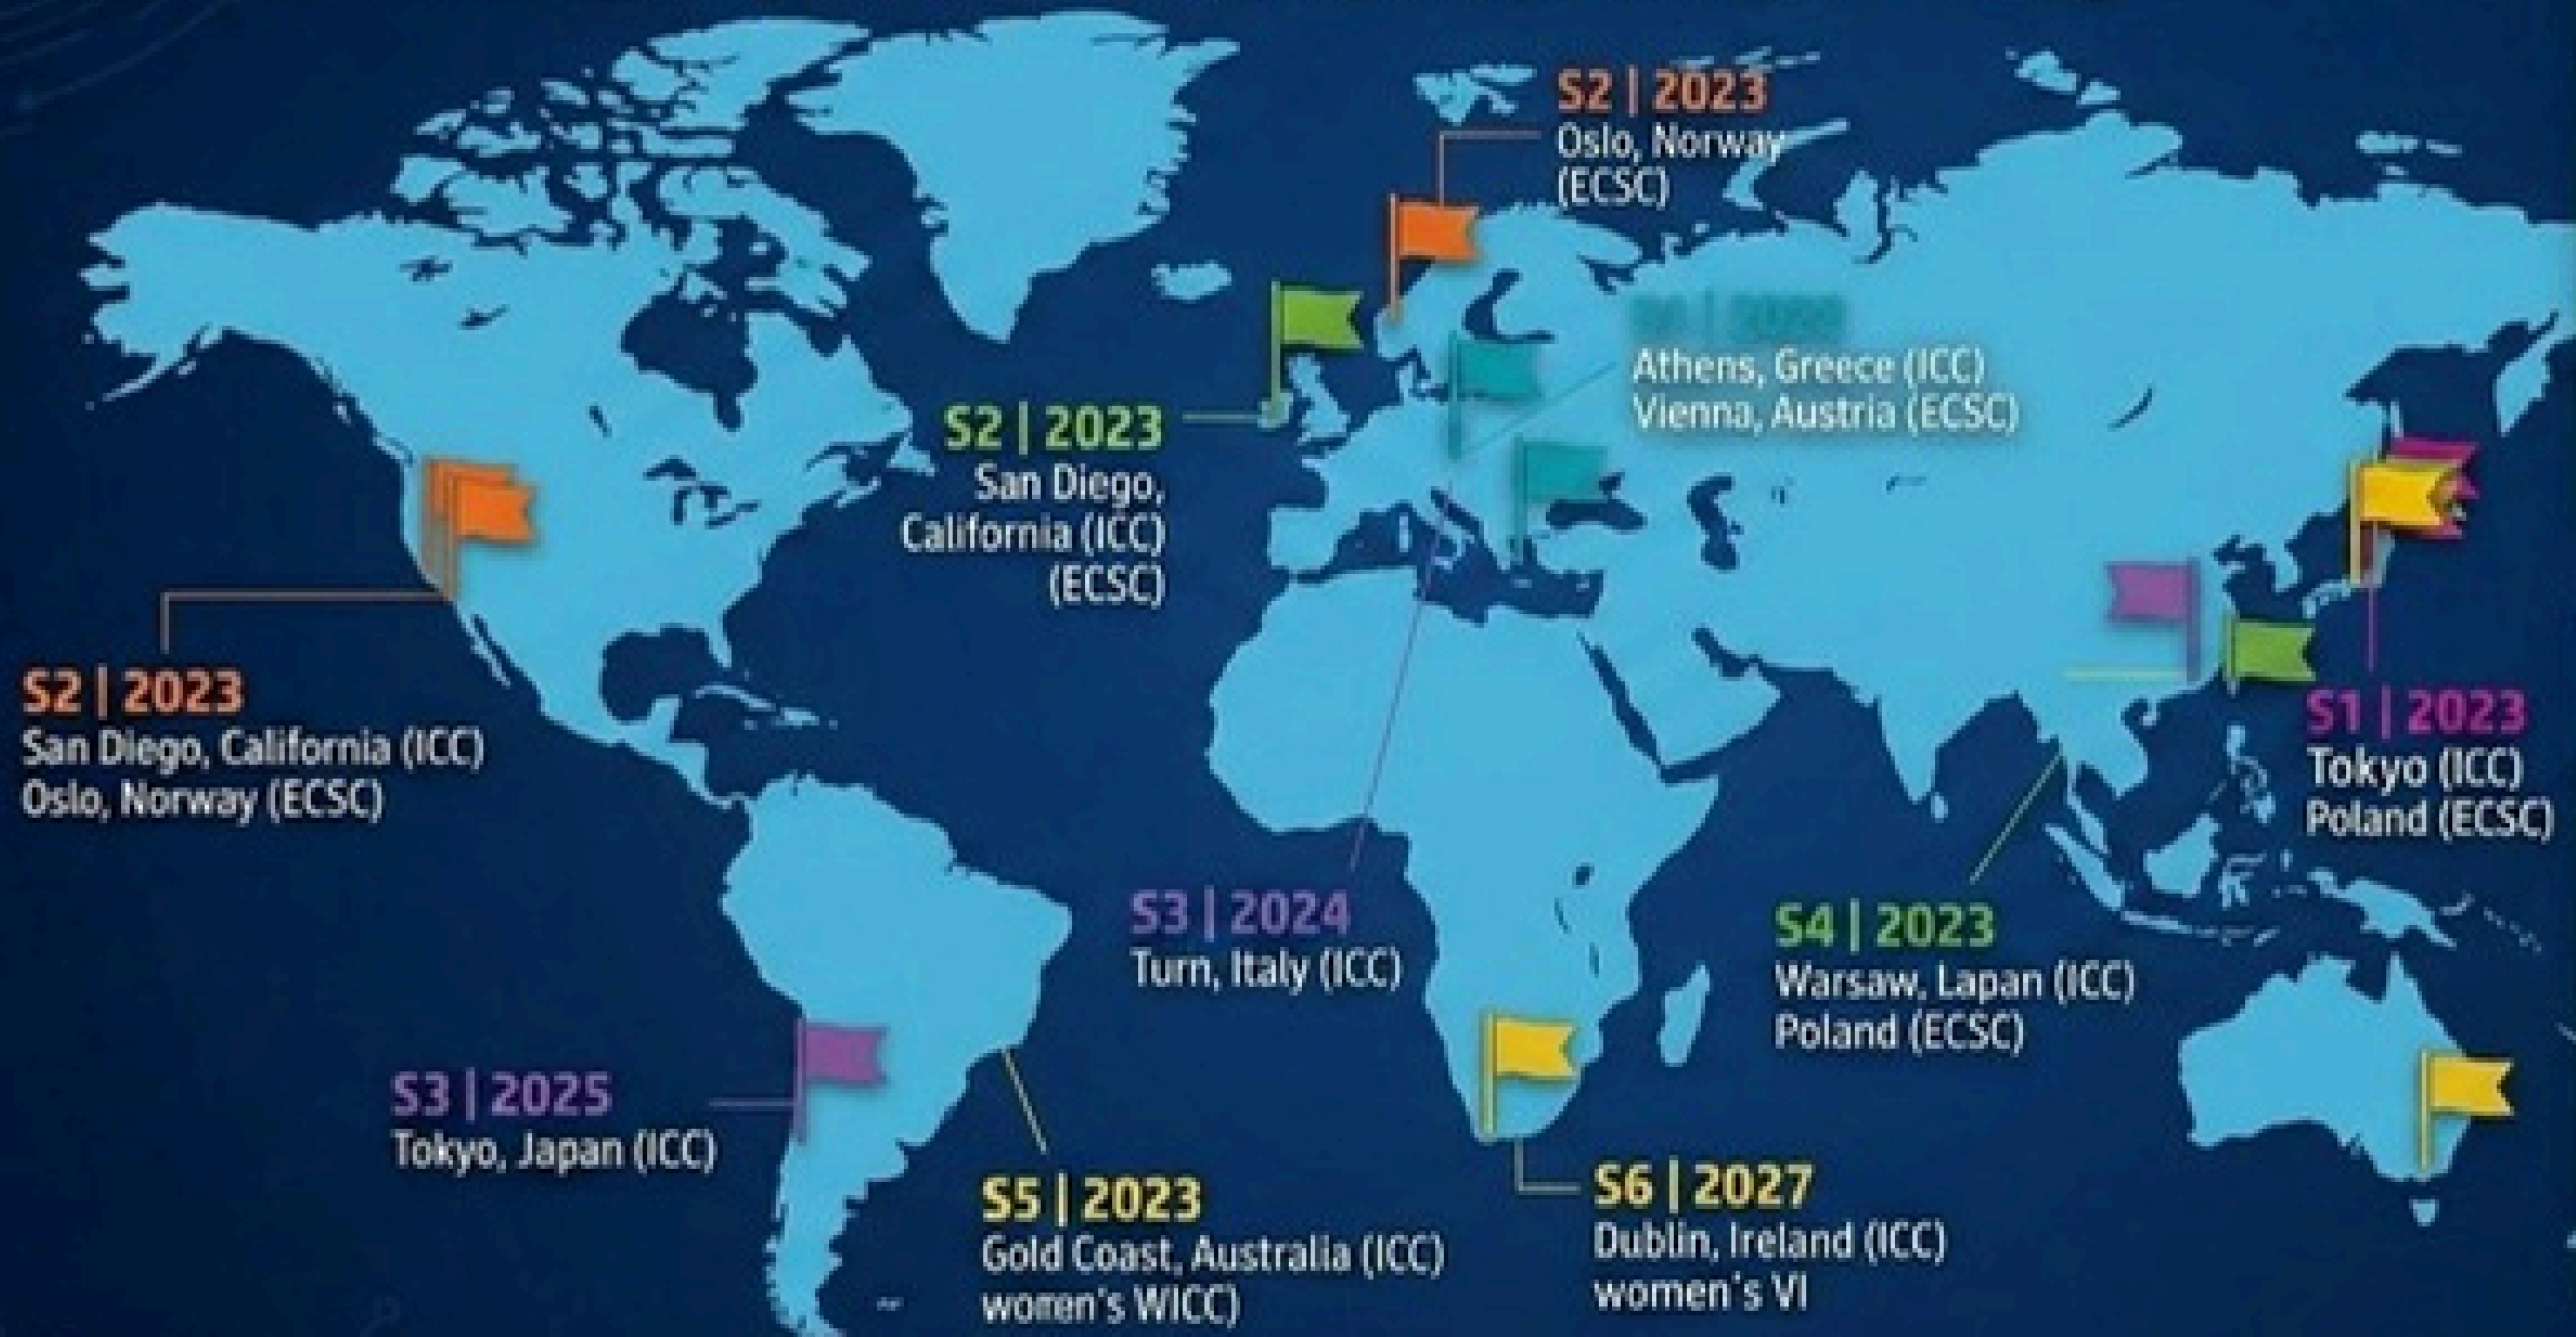 S2 | 2023
Oslo, Norway
(ECSC)
Athens, Greece (ICC)
Vienna, Austria (ECSC)
S2 | 2023
San Diego,
California (ICC)
(ECSC)
S2 | 2023
San Diego, California (ICC)
Oslo, Norway (ECSC)
S1 | 2023
Tokyo (ICC)
Poland (ECSC)
S3 | 2024
Turn, Italy (ICC)
S4 | 2023
Warsaw, Lapan (ICC)
Poland (ECSC)
S3 | 2025
Tokyo, Japan (ICC)
S5 | 2023
Gold Coast, Australia (ICC)
women's WICC)
S6 | 2027
Dublin, Ireland (ICC)
women's VI